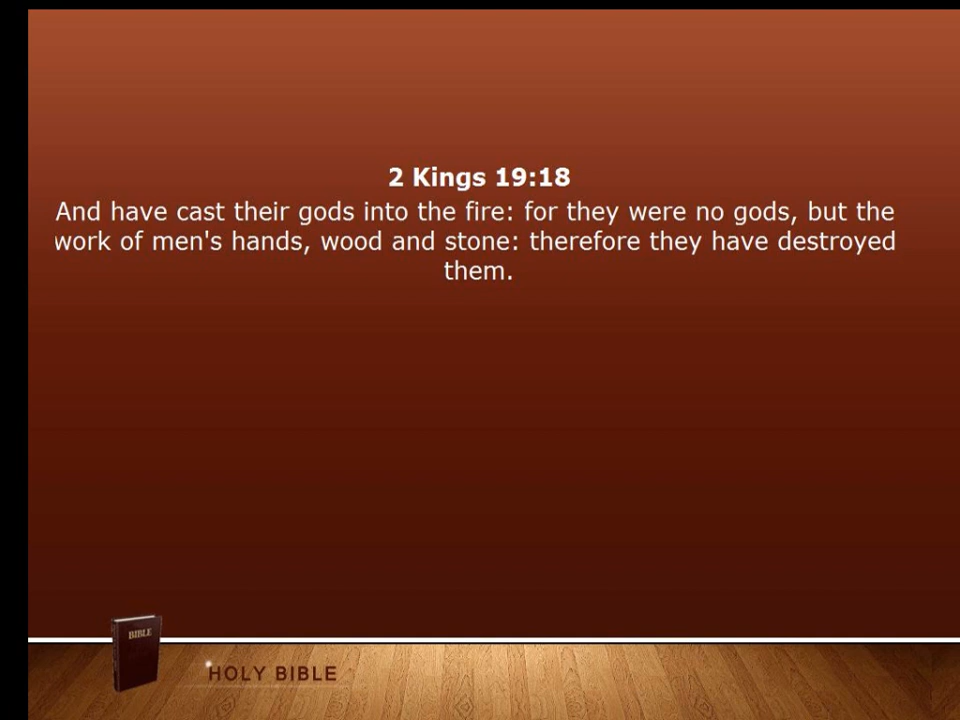 2 Kings 19:18
And have cast their gods into the fire: for they were no gods, but the
work of men's hands, wood and stone: therefore they have destroyed
them.
BIBLE
HOLY BIBLE